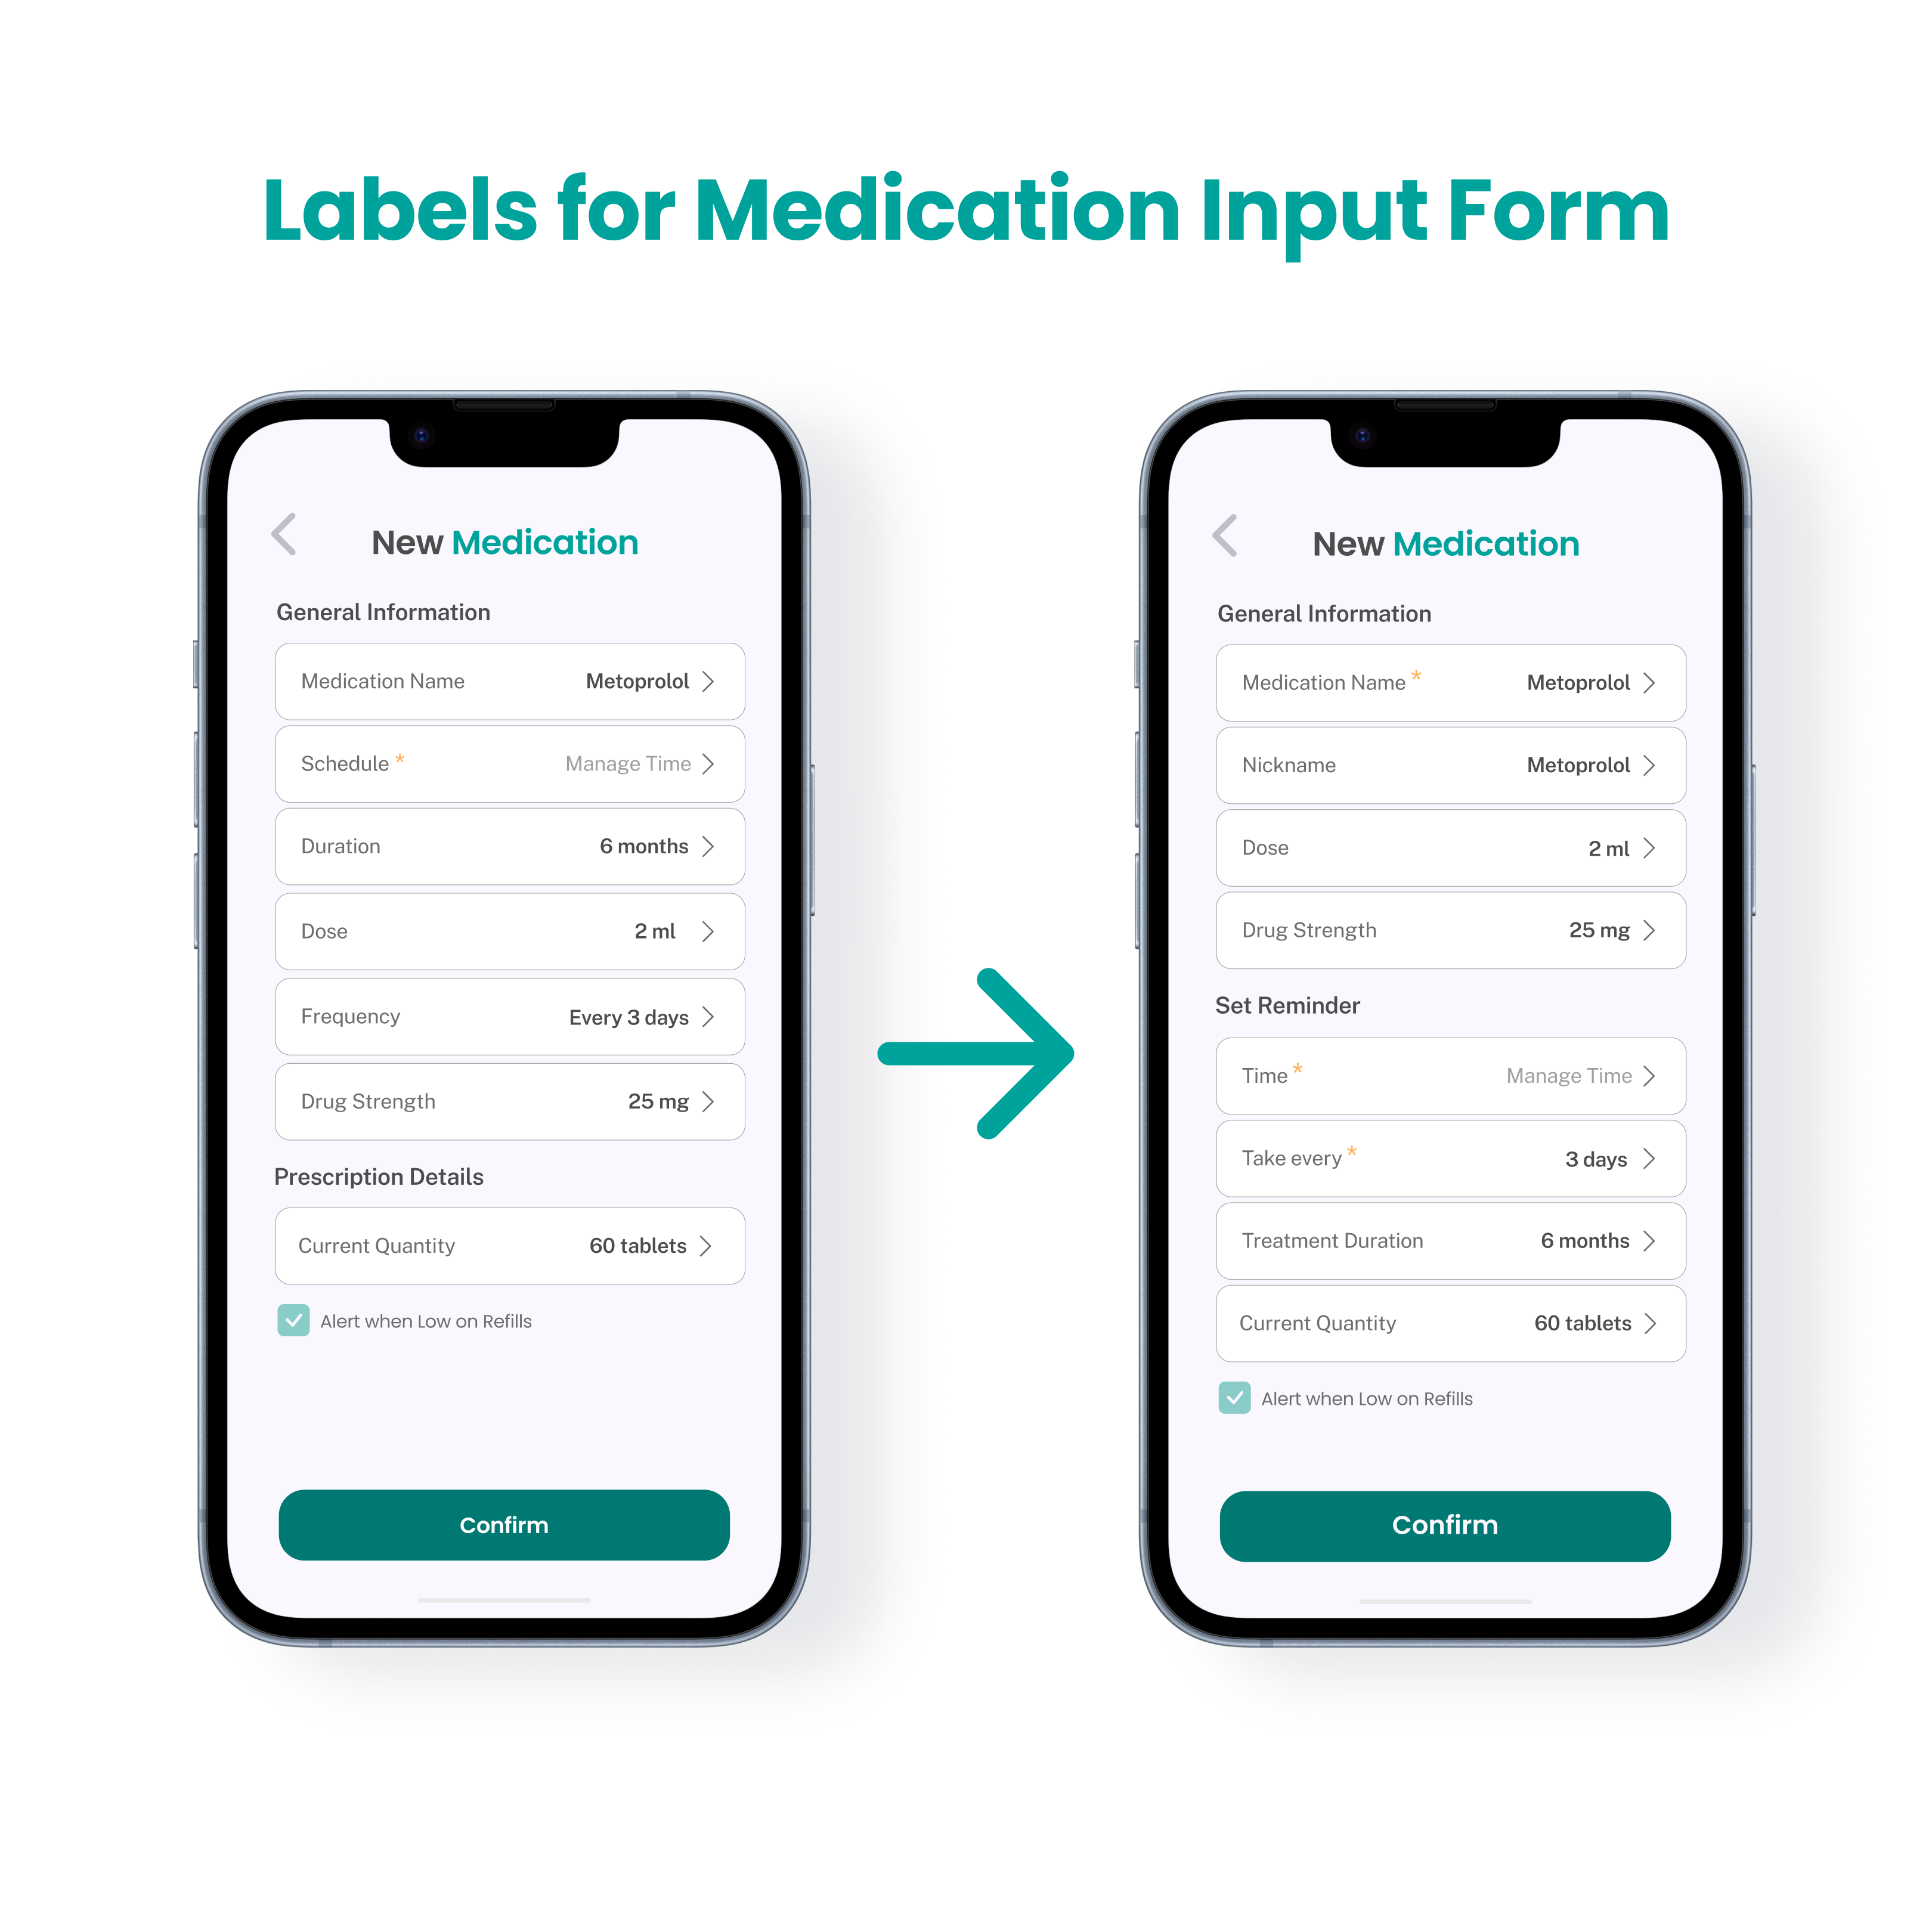 Labels for Medication Input Form
New Medication
General Information
Medication Name Metoprolol
Schedule * Manage Time
Duration 6 months
Dose 2 ml
Frequency Every 3 days
Drug Strength 25 mg
Prescription Details
Current Quantity 60 tablets
Alert when Low on Refills
Confirm
New Medication
General Information
Medication Name * Metoprolol
Nickname Metoprolol
Dose 2 ml
Drug Strength 25 mg
Set Reminder
Time * Manage Time
Take every * 3 days
Treatment Duration 6 months
Current Quantity 60 tablets
Alert when Low on Refills
Confirm